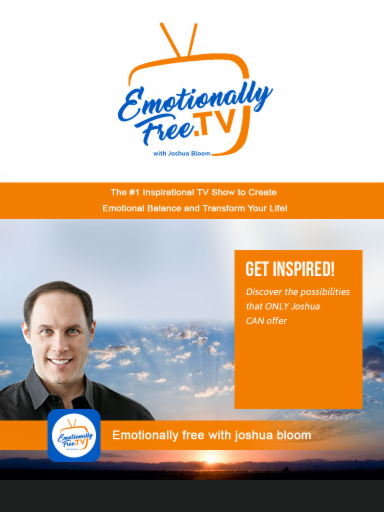 Emotionally
Free.TV
with Joshua Bloom
The #1 Inspirational TV Show to Create
Emotional Balance and Transform Your Life!
GET INSPIRED!
Discover the possibilities
that ONLY Joshua
CAN offer
Emotionally
Free.TV
Emotionally free with joshua bloom